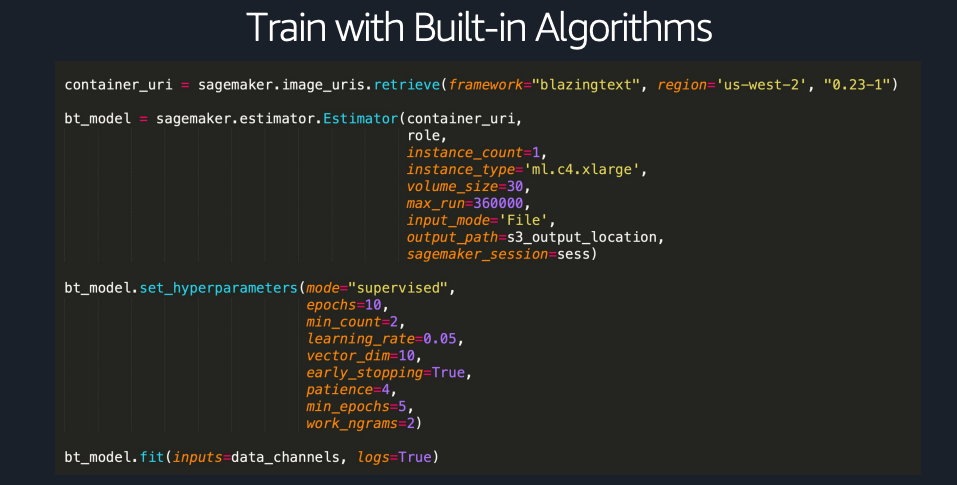 Train with Built-in Algorithms
container_uri = sagemaker.image_uris.retrieve(framework="blazingtext", region='us-west-2', "0.23-1")
bt_model = sagemaker.estimator.Estimator(container_uri,
role,
instance_count=1,
instance_type='ml.c4.xlarge',
volume_size=30,
max_run=360000,
input_mode='File',
output_path=s3_output_location,
sagemaker_session=sess)
bt_model.set_hyperparameters(mode="supervised",
epochs=10,
min_count=2,
learning_rate=0.05,
vector_dim=10,
early_stopping=True,
patience=4,
min_epochs=5,
work_ngrams=2)
bt_model.fit(inputs=data_channels, logs=True)